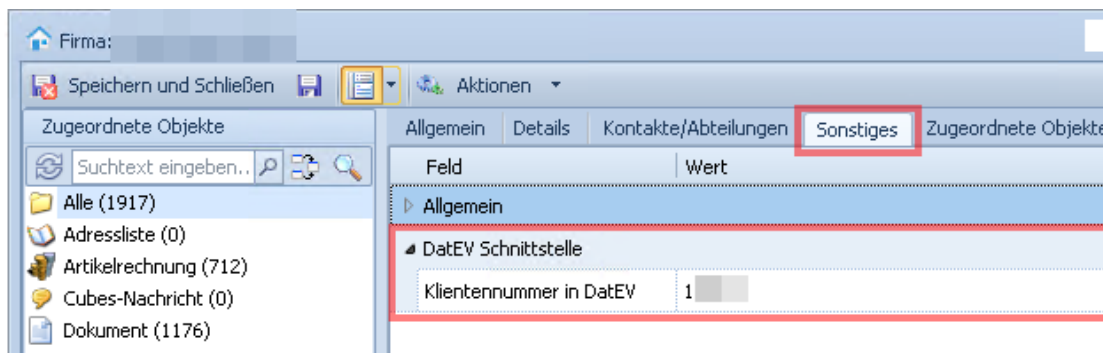 Firma:
Speichern und Schließen Aktionen
Zugeordnete Objekte
Suchtext eingeben..
Alle (1917)
Adressliste (0)
Artikelrechnung (712)
Cubes-Nachricht (0)
Dokument (1176)
Allgemein Details Kontakte/Abteilungen Sonstiges Zugeordnete Objekte
Feld Wert
Allgemein
DatEV Schnittstelle
Klientennummer in DatEV 1